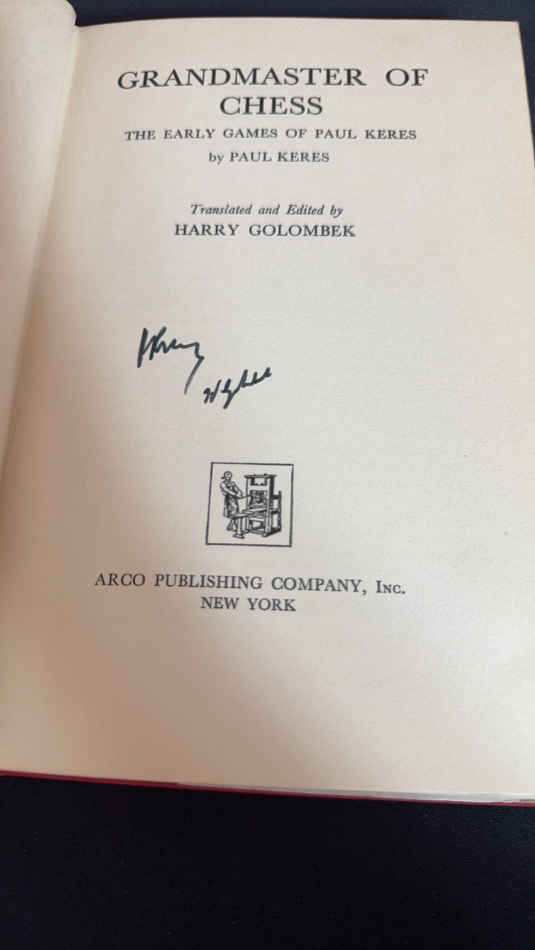 GRANDMASTER OF
CHESS
THE EARLY GAMES OF PAUL KERES
by PAUL KERES
Translated and Edited by
HARRY GOLOMBEK
ARCO PUBLISHING COMPANY, INC.
NEW YORK